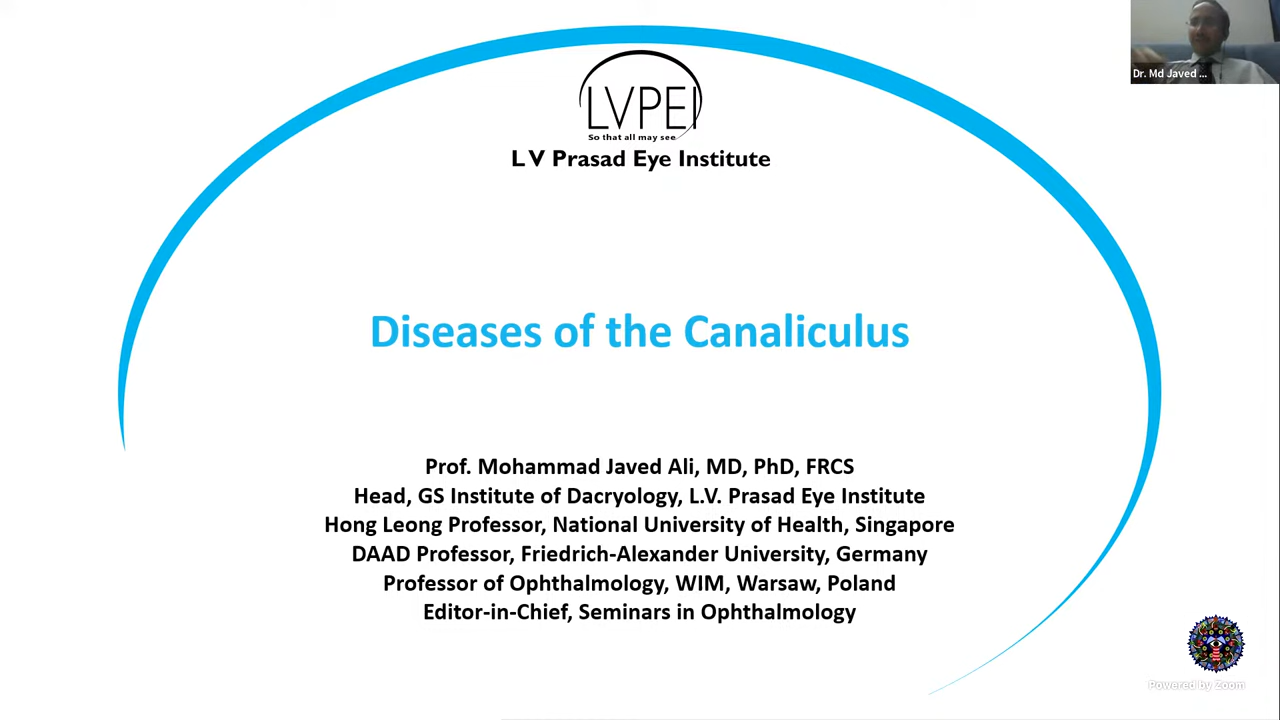 LVPEI
So that all may see
L V Prasad Eye Institute
Dr. Md Javed ...
Diseases of the Canaliculus
Prof. Mohammad Javed Ali, MD, PhD, FRCS
Head, GS Institute of Dacryology, L.V. Prasad Eye Institute
Hong Leong Professor, National University of Health, Singapore
DAAD Professor, Friedrich-Alexander University, Germany
Professor of Ophthalmology, WIM, Warsaw, Poland
Editor-in-Chief, Seminars in Ophthalmology
Powered by Zoom